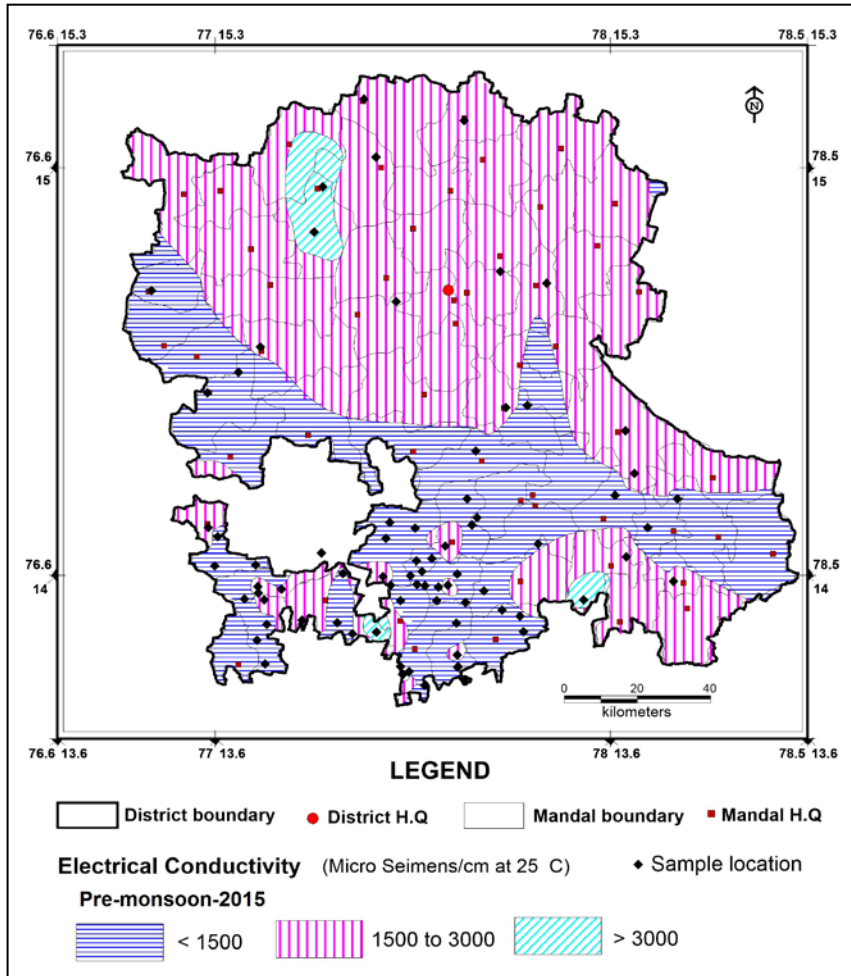 76.6 15.3 77 15.3 78 15.3 78.5 15.3
N
76.6 78.5
15 15
76.6 78.5
14 14
0 20 40
kilometers
76.6 13.6 77 13.6 78 13.6 78.5 13.6
LEGEND
District boundary District H.Q Mandal boundary Mandal H.Q
Electrical Conductivity (Micro Seimens/cm at 25 C) Sample location
Pre-monsoon-2015
< 1500 1500 to 3000 > 3000